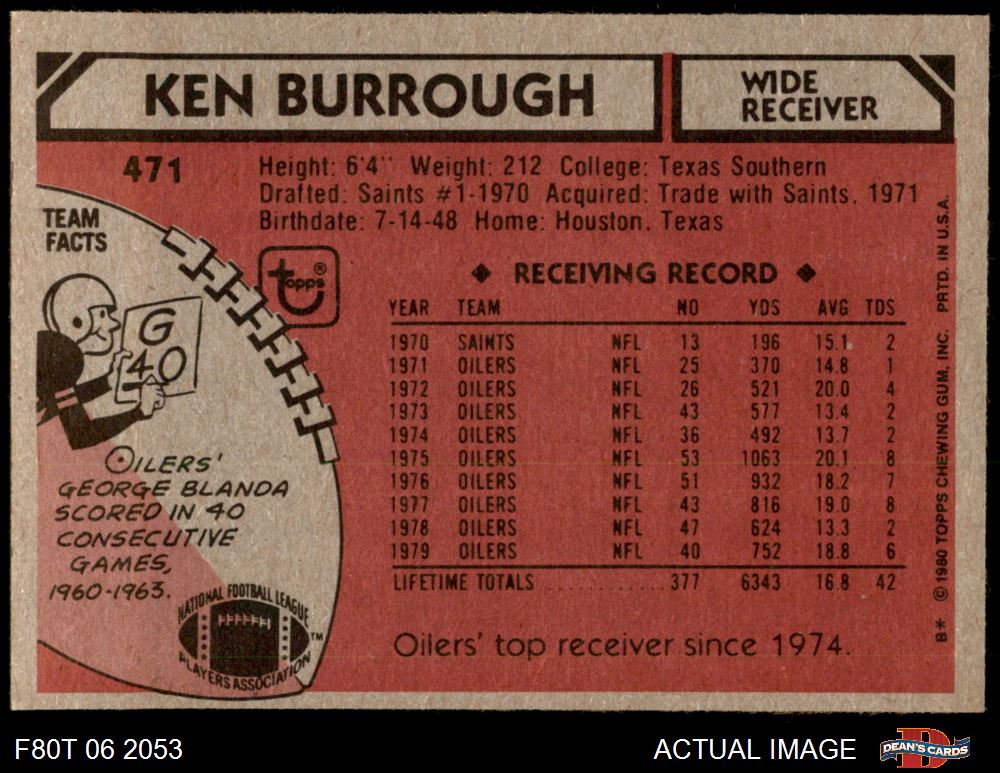 KEN BURROUGH
WIDE
RECEIVER
471
Height: 6'4" Weight: 212 College: Texas Southern
Drafted: Saints #1-1970 Acquired: Trade with Saints, 1971
Birthdate: 7-14-48 Home: Houston, Texas
TEAM
FACTS
G
40
OILERS'
GEORGE BLANDA
SCORED IN 40
CONSECUTIVE
GAMES,
1960-1963.
NATIONAL FOOTBALL LEAGUE
PLAYERS ASSOCIATION
™
topps®
◆ RECEIVING RECORD ◆
YEAR TEAM NO YDS AVG TDS
1970 SAINTS NFL 13 196 15.1 2
1971 OILERS NFL 25 370 14.8 1
1972 OILERS NFL 26 521 20.0 4
1973 OILERS NFL 43 577 13.4 2
1974 OILERS NFL 36 492 13.7 2
1975 OILERS NFL 53 1063 20.1 8
1976 OILERS NFL 51 932 18.2 7
1977 OILERS NFL 43 816 19.0 8
1978 OILERS NFL 47 624 13.3 2
1979 OILERS NFL 40 752 18.8 6
LIFETIME TOTALS . . . . . . . . . . . 377 6343 16.8 42
Oilers' top receiver since 1974.
B* © 1980 TOPPS CHEWING GUM, INC. PRTD. IN U.S.A.
F80T 06 2053
ACTUAL IMAGE
DEAN'S CARDS